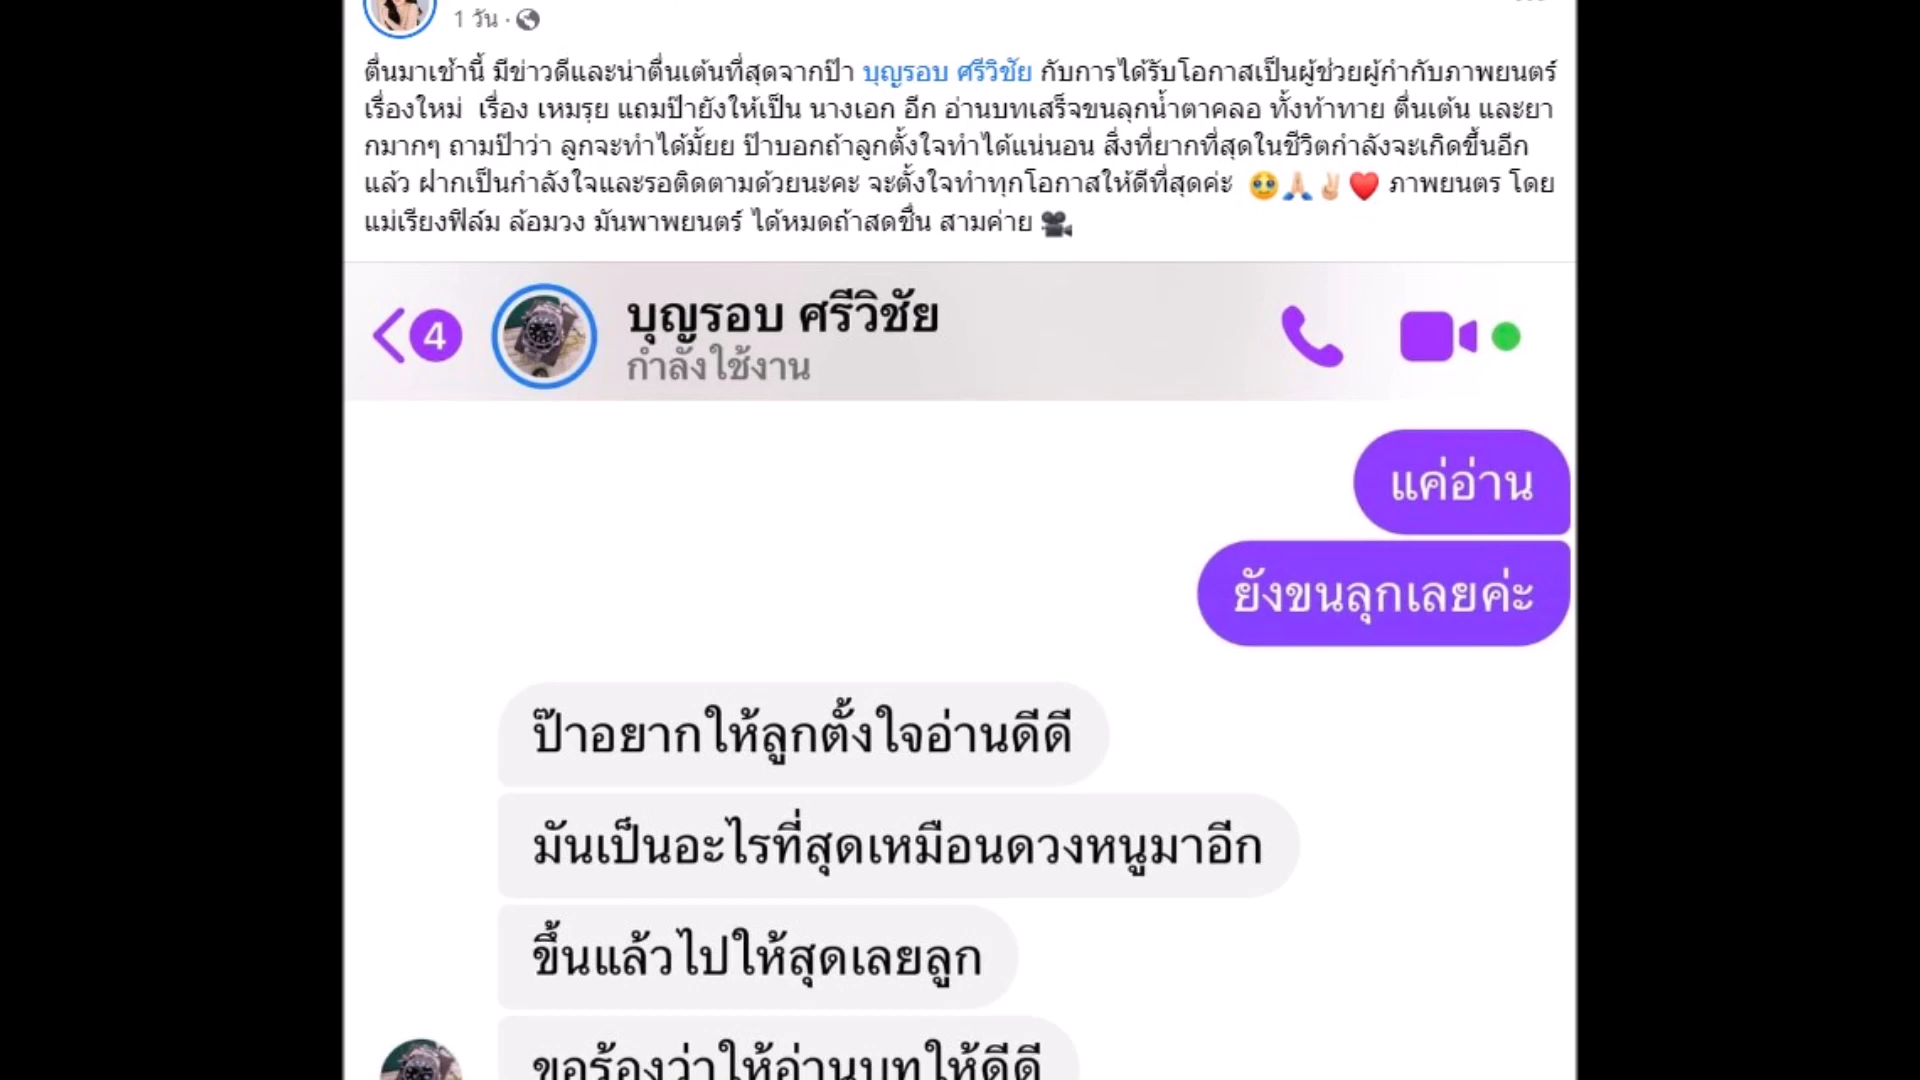 1 วัน ·
ตื่นมาเช้านี้ มีข่าวดีและน่าตื่นเต้นที่สุดจากป๊า บุญรอบ ศรีวิชัย กับการได้รับโอกาสเป็นผู้ช่วยผู้กำกับภาพยนตร์
เรื่องใหม่ เรื่อง เหมรุย แถมป๊ายังให้เป็น นางเอก อีก อ่านบทเสร็จขนลุกน้ำตาคลอ ทั้งท้าทาย ตื่นเต้น และยา
กมากๆ ถามป๊าว่า ลูกจะทำได้มั้ยย ป๊าบอกถ้าลูกตั้งใจทำได้แน่นอน สิ่งที่ยากที่สุดในชีวิตกำลังจะเกิดขึ้นอีก
แล้ว ฝากเป็นกำลังใจและรอติดตามด้วยนะคะ จะตั้งใจทำทุกโอกาสให้ดีที่สุดค่ะ 🥹🙏🏻✌🏻❤️ ภาพยนตร โดย
แม่เรียงฟิล์ม ล้อมวง มันพาพยนตร์ ได้หมดถ้าสดชื่น สามค่าย 🎥
4
บุญรอบ ศรีวิชัย
กำลังใช้งาน
แค่อ่าน
ยังขนลุกเลยค่ะ
ป๊าอยากให้ลูกตั้งใจอ่านดีดี
มันเป็นอะไรที่สุดเหมือนดวงหนูมาอีก
ขึ้นแล้วไปให้สุดเลยลูก
ขอร้องว่าให้อ่านบทให้ดีดี